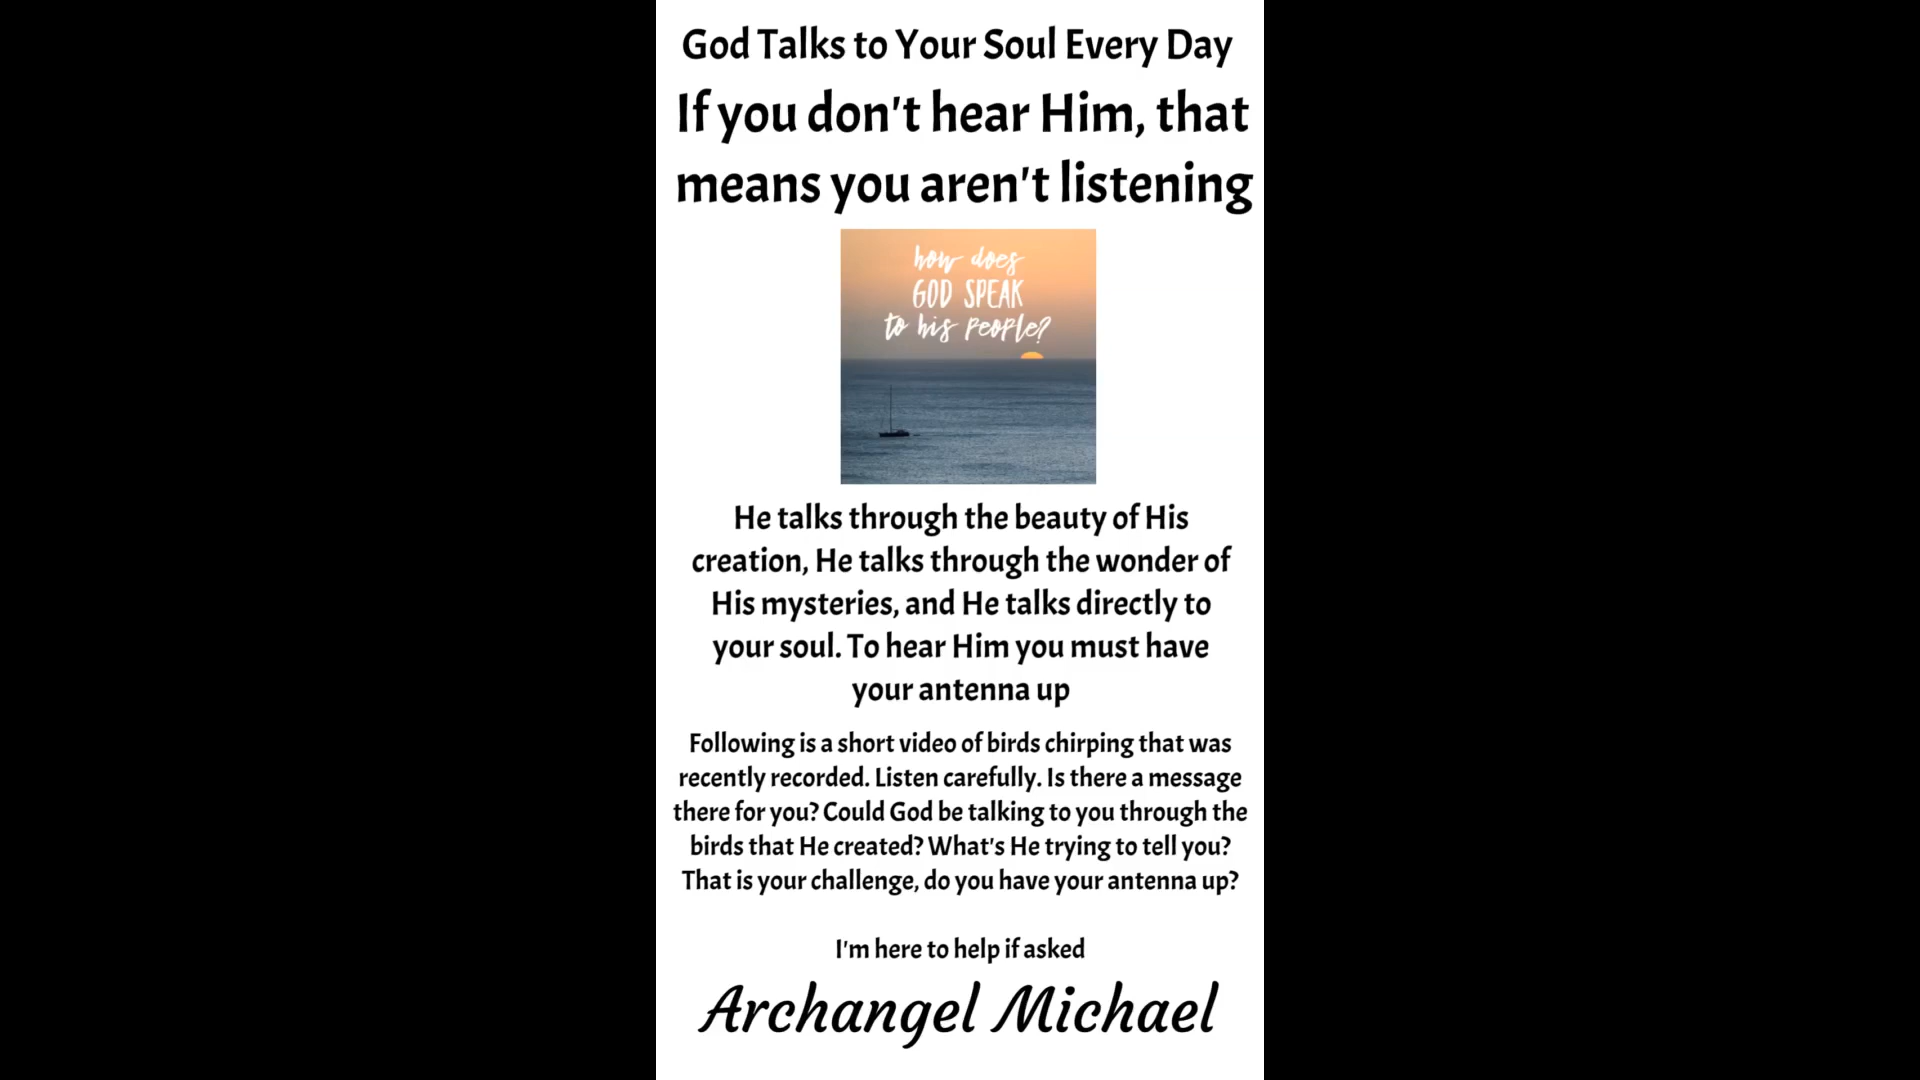 God Talks to Your Soul Every Day
If you don't hear Him, that
means you aren't listening
how does
GOD SPEAK
to his PEOPLe?
He talks through the beauty of His
creation, He talks through the wonder of
His mysteries, and He talks directly to
your soul. To hear Him you must have
your antenna up
Following is a short video of birds chirping that was
recently recorded. Listen carefully. Is there a message
there for you? Could God be talking to you through the
birds that He created? What's He trying to tell you?
That is your challenge, do you have your antenna up?
I'm here to help if asked
Archangel Michael